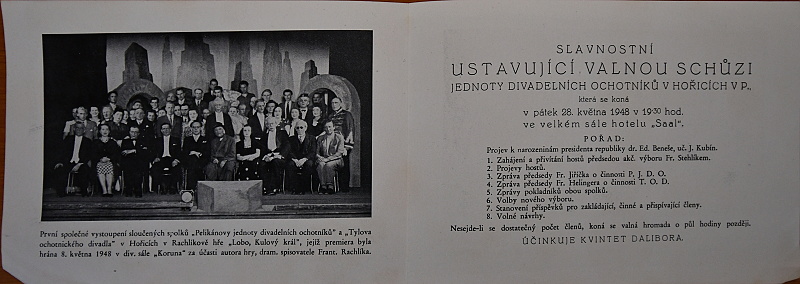 První společné vystoupení sloučených spolků „Pelikánovy jednoty divadelních ochotníků“ a „Tylova
ochotnického divadla“ v Hořicích v Rachlíkově hře „Lobo, Kulový král“, jejíž premiera byla
hrána 8. května 1948 v div. sále „Koruna“ za účasti autora hry, dram. spisovatele Frant. Rachlíka.
SLAVNOSTNÍ
USTAVUJÍCÍ VALNOU SCHŮZI
JEDNOTY DIVADELNÍCH OCHOTNÍKŮ V HOŘICÍCH V P.,
která se koná
v pátek 28. května 1948 v 19·30 hod.
ve velkém sále hotelu „Saal“.
POŘAD:
Projev k narozeninám presidenta republiky dr. Ed. Beneše, uč. J. Kubín.
1. Zahájení a přivítání hostů předsedou akč. výboru Fr. Stehlíkem.
2. Projevy hostů.
3. Zpráva předsedy Fr. Jiřička o činnosti P. J. D. O.
4. Zpráva předsedy Fr. Helingera o činnosti T. O. D.
5. Zprávy pokladníků obou spolků.
6. Volby nového výboru.
7. Stanovení příspěvků pro zakládající, činné a přispívající členy.
8. Volné návrhy.
Nesejde-li se dostatečný počet členů, koná se valná hromada o půl hodiny později.
ÚČINKUJE KVINTET DALIBORA.